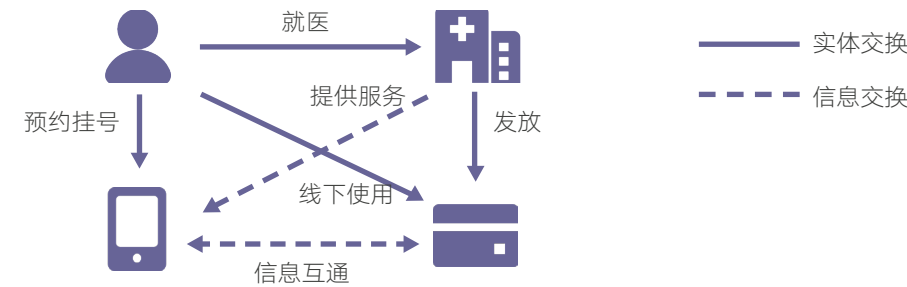 就医
实体交换
提供服务
信息交换
预约挂号
发放
线下使用
信息互通